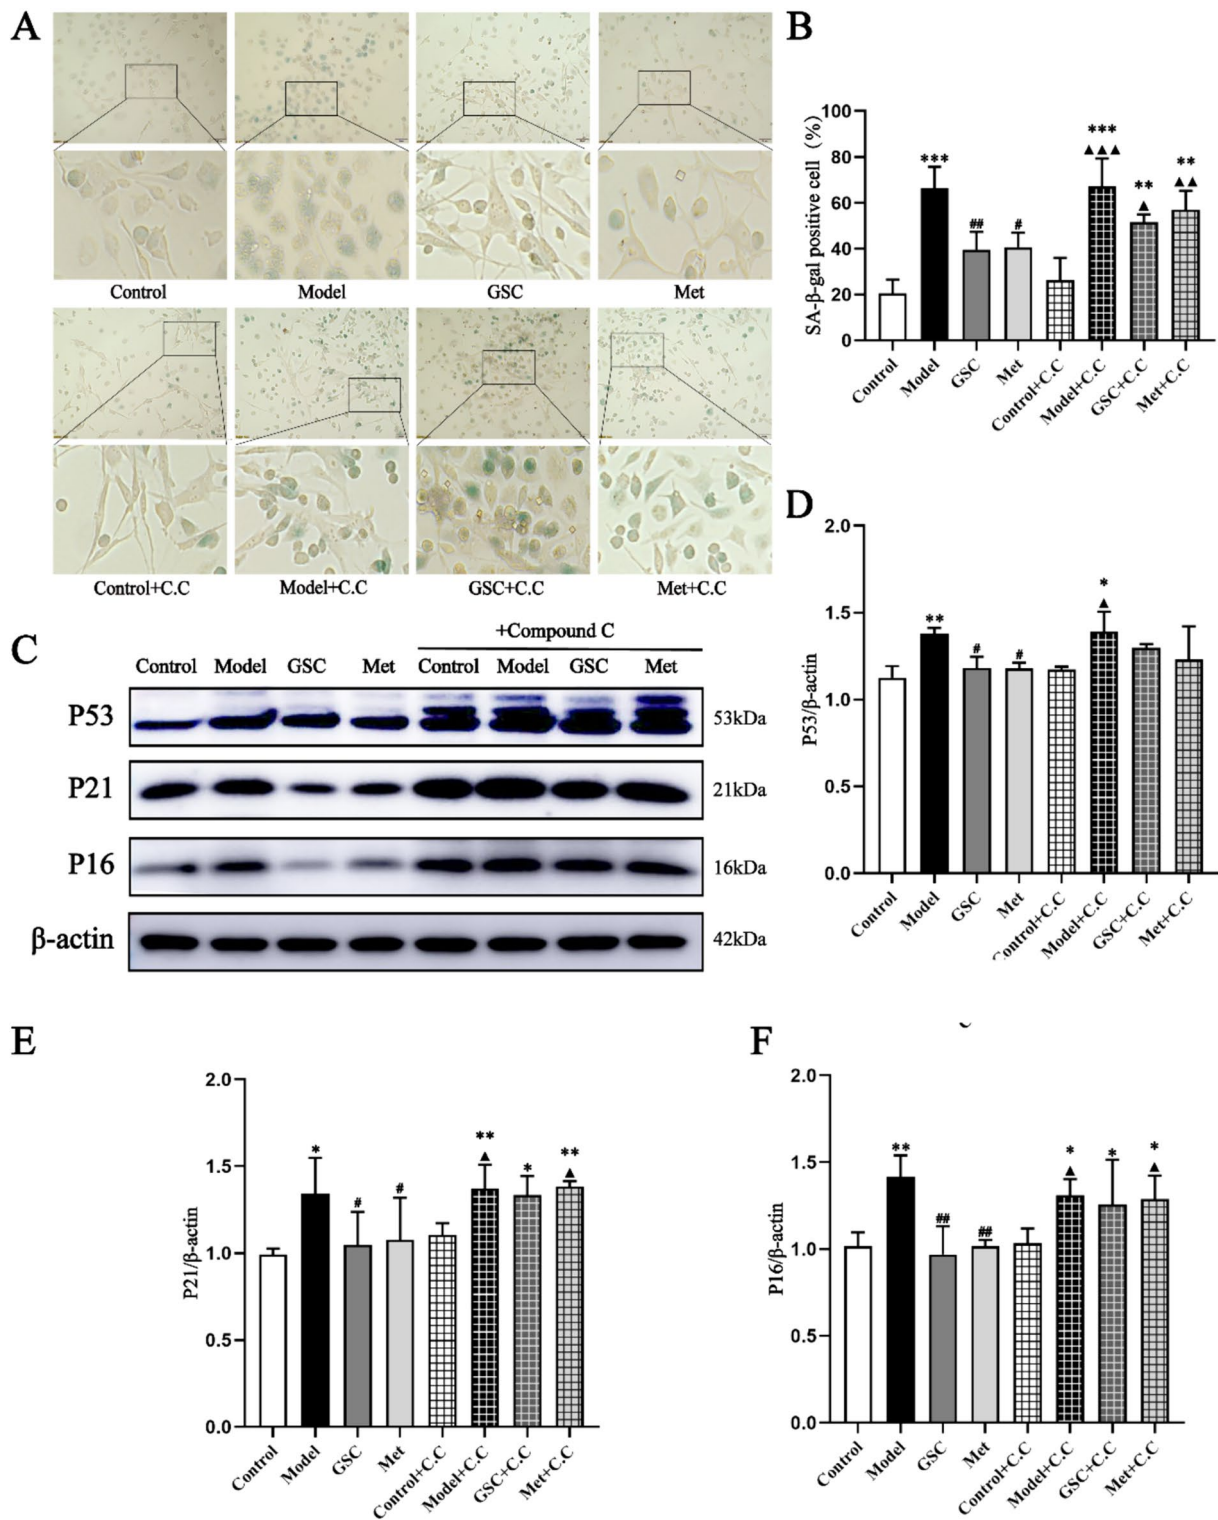 A
Control
Model
GSC
Met
Control+C.C
Model+C.C
GSC+C.C
Met+C.C
B
SA-β-gal positive cell (%)
100
80
60
40
20
0
***
##
#
***
▲▲▲
**
▲
**
▲▲
Control
Model
GSC
Met
Control+C.C
Model+C.C
GSC+C.C
Met+C.C
C
+Compound C
Control Model GSC Met Control Model GSC Met
P53 53kDa
P21 21kDa
P16 16kDa
β-actin 42kDa
D
P53/β-actin
2.0
1.5
1.0
0.5
0.0
**
#
#
*
▲
Control
Model
GSC
Met
Control+C.C
Model+C.C
GSC+C.C
Met+C.C
E
P21/β-actin
2.0
1.5
1.0
0.5
0.0
*
#
#
**
▲
*
**
▲
Control
Model
GSC
Met
Control+C.C
Model+C.C
GSC+C.C
Met+C.C
F
P16/β-actin
2.0
1.5
1.0
0.5
0.0
**
##
##
*
▲
*
*
▲
Control
Model
GSC
Met
Control+C.C
Model+C.C
GSC+C.C
Met+C.C